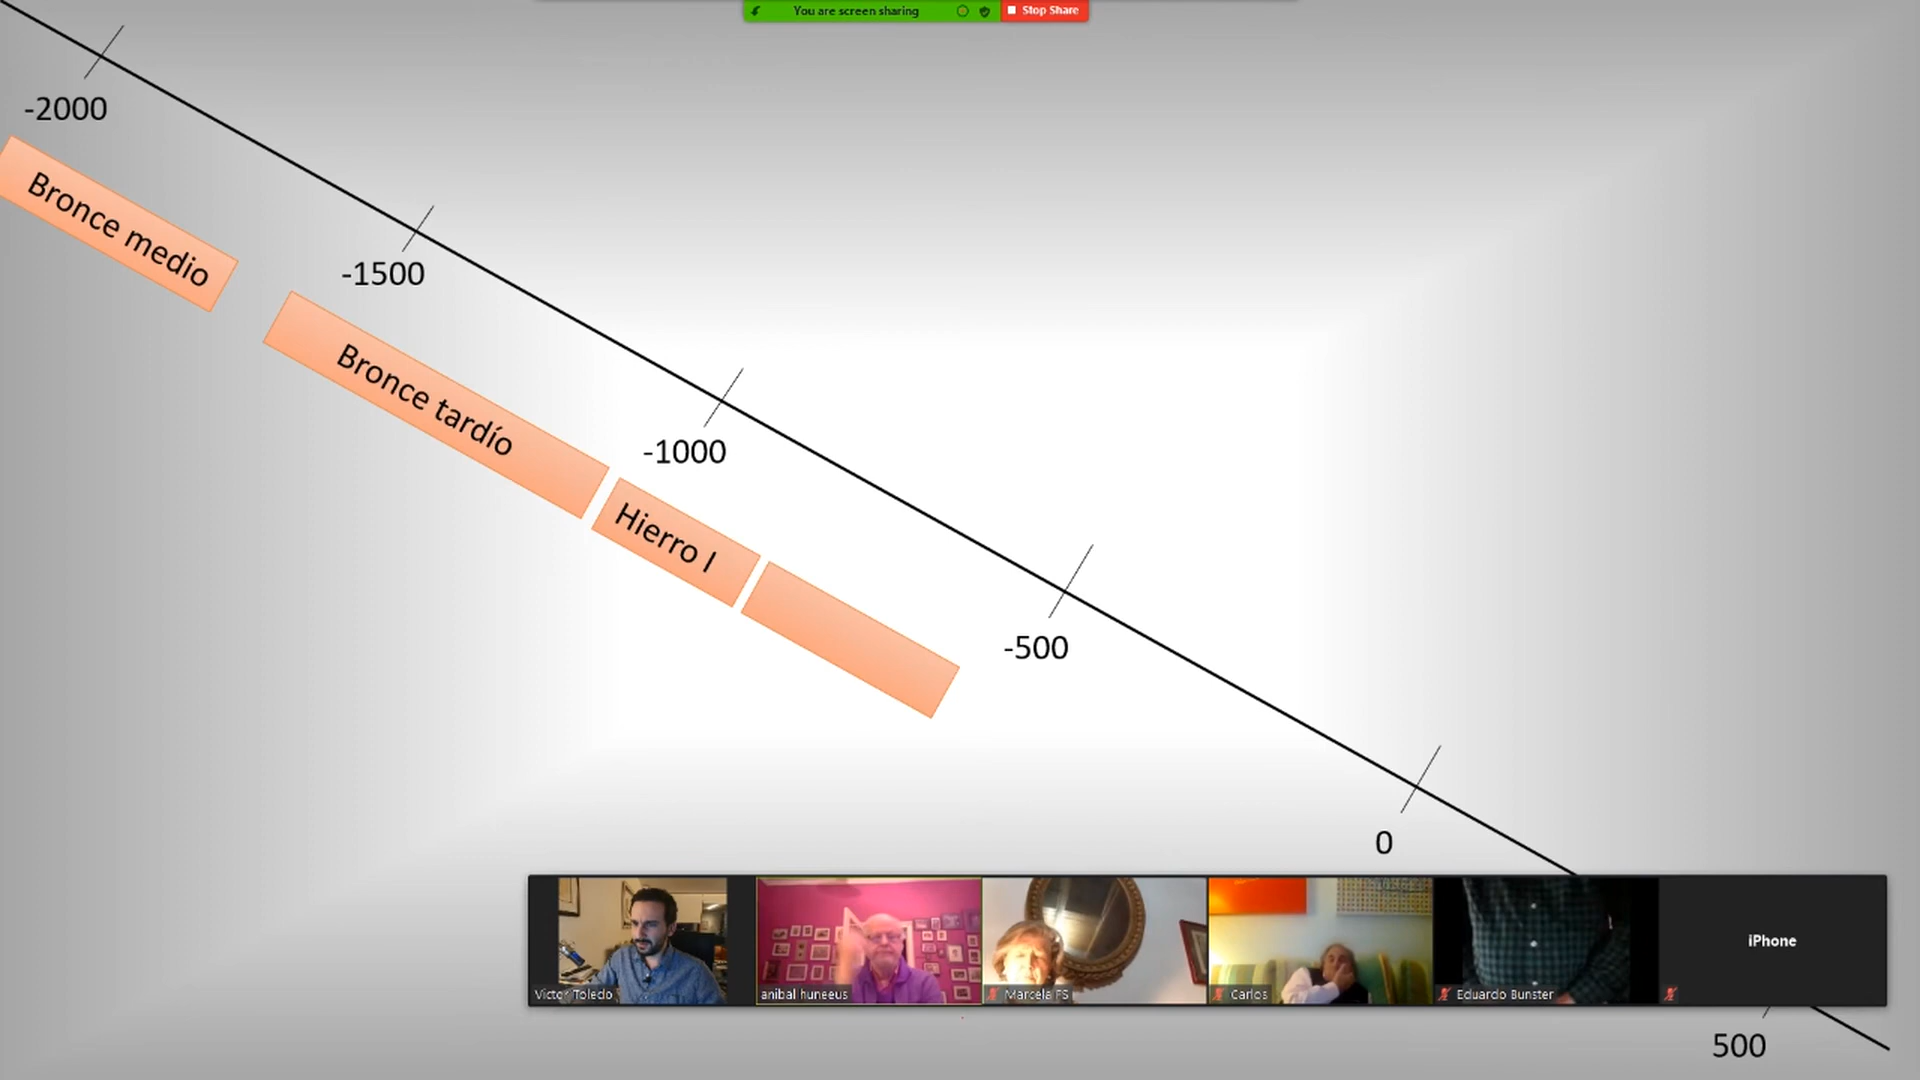 You are screen sharing
Stop Share
-2000
Bronce medio
-1500
Bronce tardío
-1000
Hierro I
-500
0
Victor Toledo
anibal huneeus
Marcela FS
Carlos
Eduardo Bunster
iPhone
500